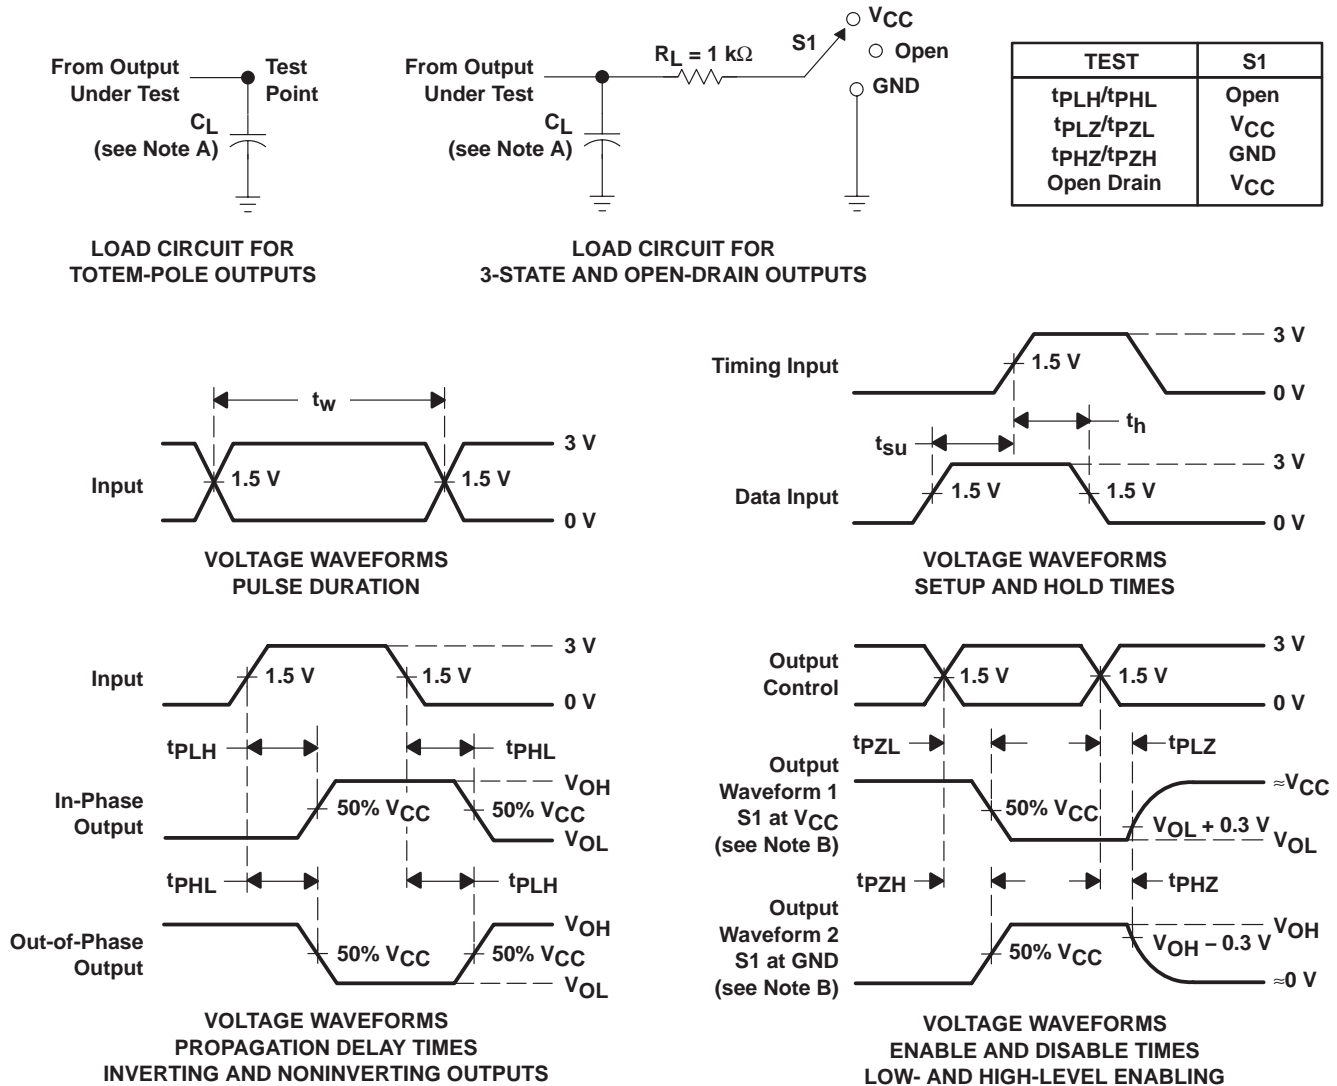 From Output
Under Test
Test
Point
CL
(see Note A)
LOAD CIRCUIT FOR
TOTEM-POLE OUTPUTS
From Output
Under Test
RL = 1 kΩ
S1
VCC
Open
GND
CL
(see Note A)
LOAD CIRCUIT FOR
3-STATE AND OPEN-DRAIN OUTPUTS
TEST S1
tPLH/tPHL Open
tPLZ/tPZL VCC
tPHZ/tPZH GND
Open Drain VCC
tw
Input
1.5 V
1.5 V
3 V
0 V
VOLTAGE WAVEFORMS
PULSE DURATION
Timing Input
1.5 V
3 V
0 V
tsu
th
Data Input
1.5 V
1.5 V
3 V
0 V
VOLTAGE WAVEFORMS
SETUP AND HOLD TIMES
Input
1.5 V
1.5 V
3 V
0 V
tPLH
tPHL
In-Phase
Output
50% VCC
50% VCC
VOH
VOL
tPHL
tPLH
Out-of-Phase
Output
50% VCC
50% VCC
VOH
VOL
VOLTAGE WAVEFORMS
PROPAGATION DELAY TIMES
INVERTING AND NONINVERTING OUTPUTS
Output
Control
1.5 V
1.5 V
3 V
0 V
tPZL
tPLZ
Output
Waveform 1
S1 at VCC
(see Note B)
50% VCC
≈VCC
VOL + 0.3 V
VOL
tPZH
tPHZ
Output
Waveform 2
S1 at GND
(see Note B)
50% VCC
VOH
VOH − 0.3 V
≈0 V
VOLTAGE WAVEFORMS
ENABLE AND DISABLE TIMES
LOW- AND HIGH-LEVEL ENABLING